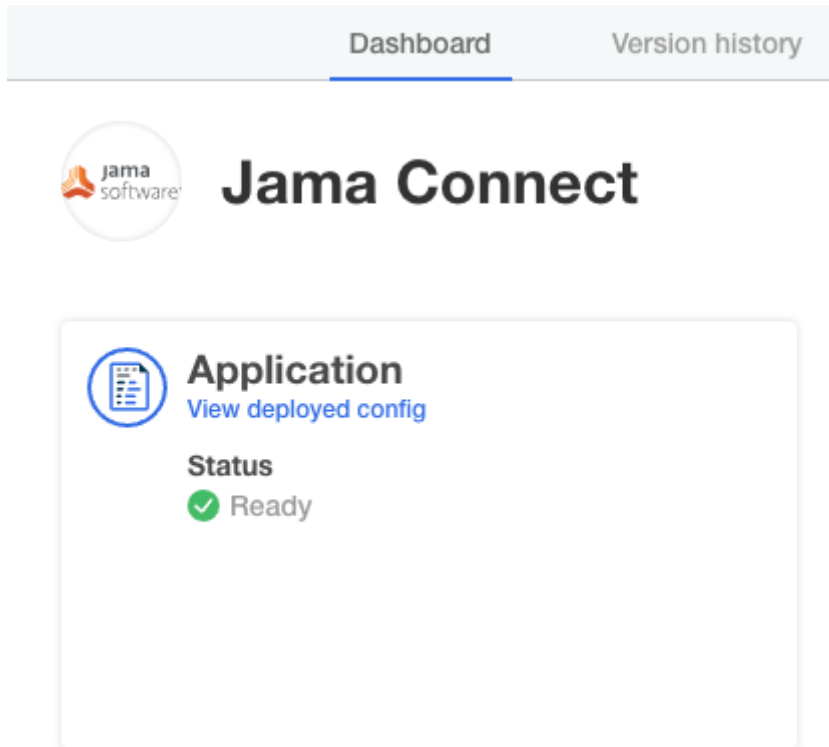 Dashboard Version history
jama
software
Jama Connect
Application
View deployed config
Status
Ready